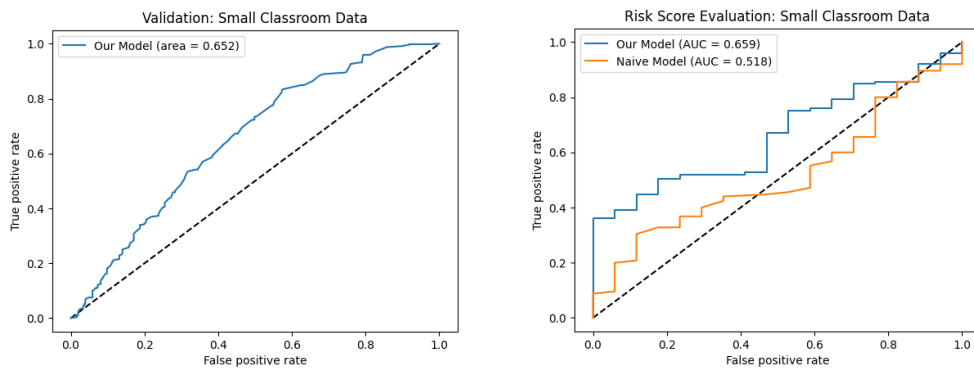 Validation: Small Classroom Data
Our Model (area = 0.652)
True positive rate
1.0
0.8
0.6
0.4
0.2
0.0
0.0 0.2 0.4 0.6 0.8 1.0
False positive rate
Risk Score Evaluation: Small Classroom Data
Our Model (AUC = 0.659)
Naive Model (AUC = 0.518)
True positive rate
1.0
0.8
0.6
0.4
0.2
0.0
0.0 0.2 0.4 0.6 0.8 1.0
False positive rate